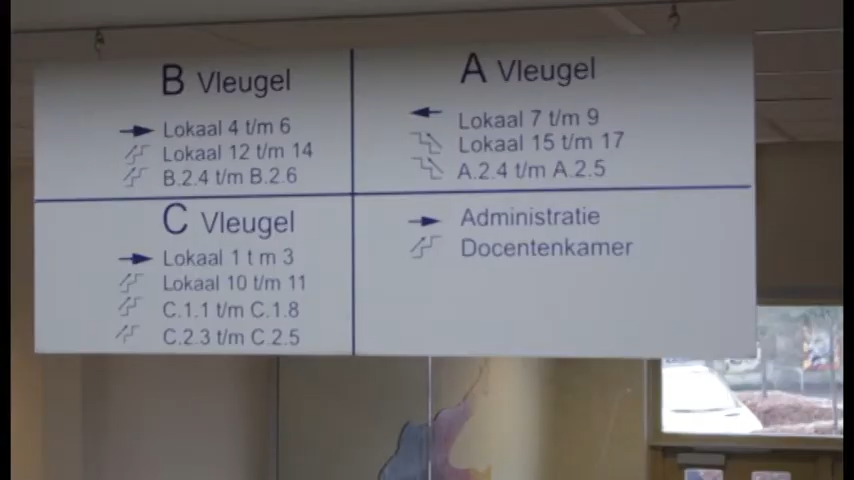 B Vleugel
Lokaal 4 t/m 6
Lokaal 12 t/m 14
B.2.4 t/m B.2.6
A Vleugel
Lokaal 7 t/m 9
Lokaal 15 t/m 17
A.2.4 t/m A.2.5
C Vleugel
Lokaal 1 t m 3
Lokaal 10 t/m 11
C.1.1 t/m C.1.8
C.2.3 t/m C.2.5
Administratie
Docentenkamer